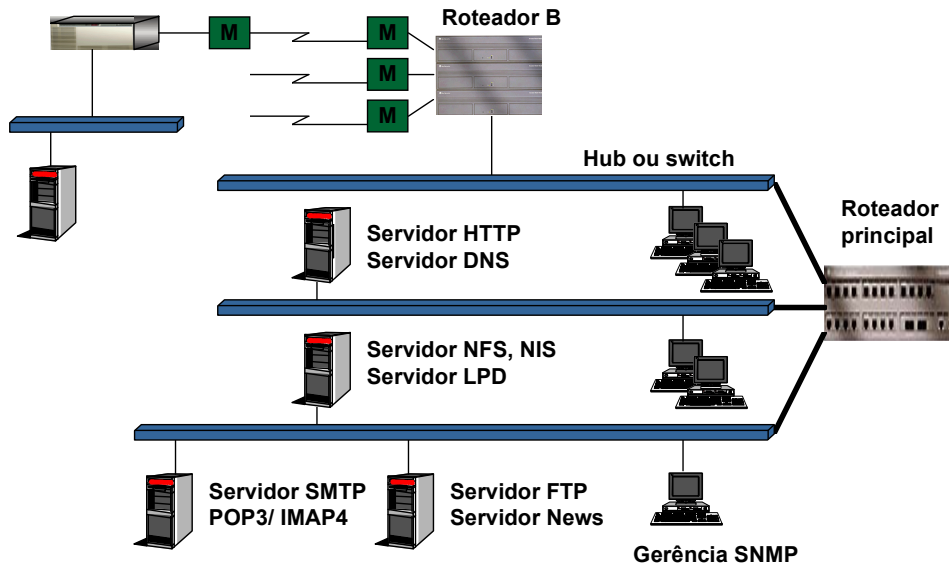 Roteador B
M
M
M
M
Hub ou switch
Roteador
principal
Servidor HTTP
Servidor DNS
Servidor NFS, NIS
Servidor LPD
Servidor SMTP
POP3/ IMAP4
Servidor FTP
Servidor News
Gerência SNMP